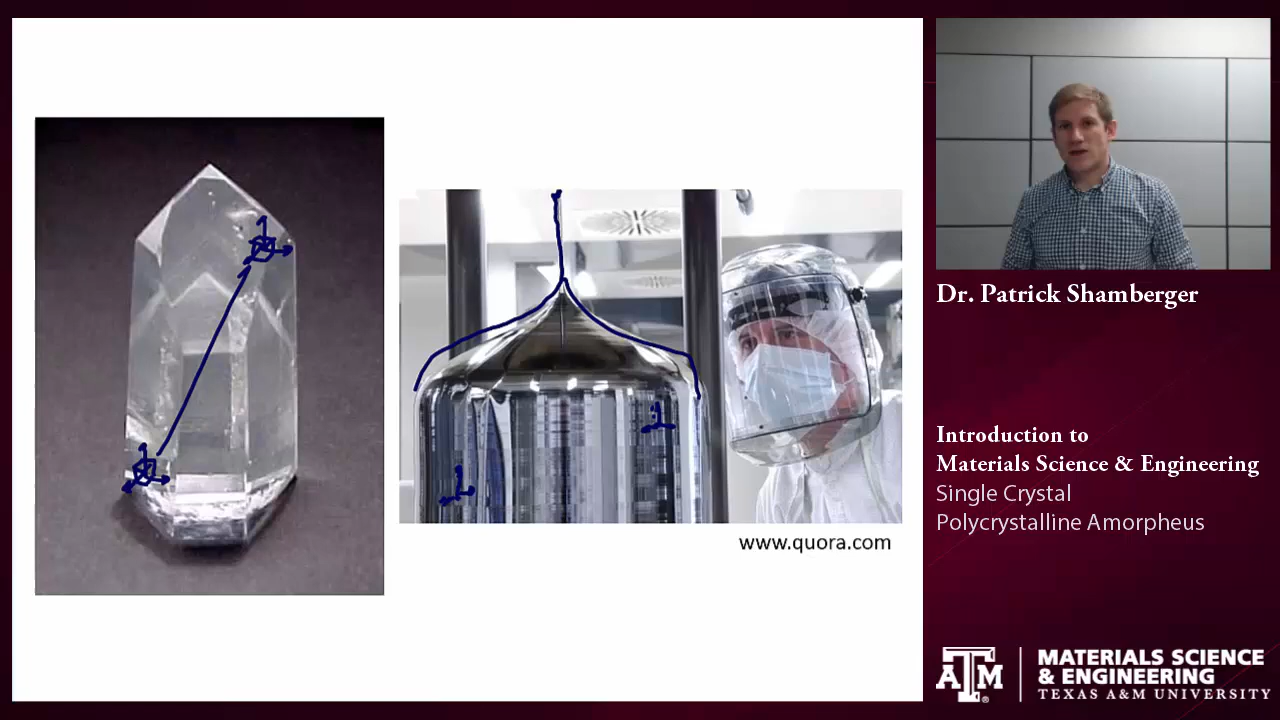 www.quora.com
Dr. Patrick Shamberger
Introduction to
Materials Science & Engineering
Single Crystal
Polycrystalline Amorpheus
ĀM®
MATERIALS SCIENCE
& ENGINEERING
TEXAS A&M UNIVERSITY